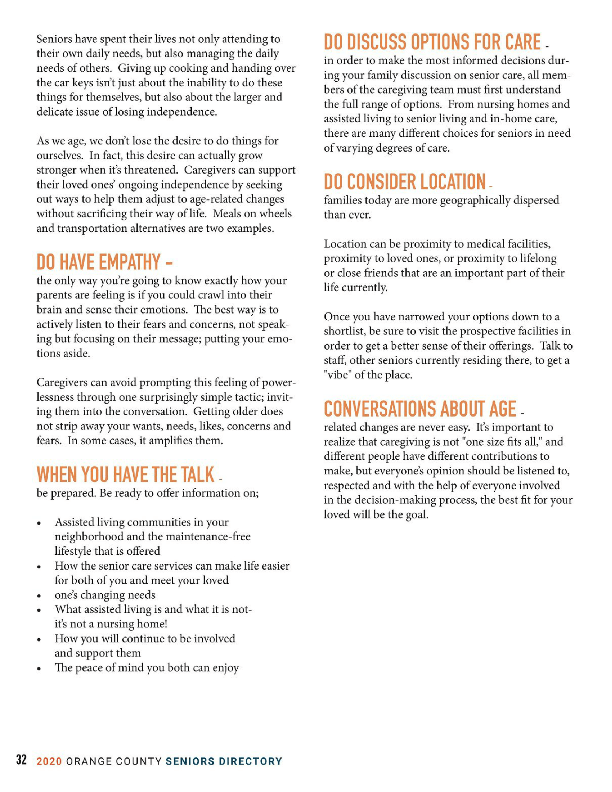 Seniors have spent their lives not only attending to
their own daily needs, but also managing the daily
needs of others.  Giving up cooking and handing over
the car keys isn't just about the inability to do these
things for themselves, but also about the larger and
delicate issue of losing independence.

As we age, we don't lose the desire to do things for
ourselves.  In fact, this desire can actually grow
stronger when it's threatened.  Caregivers can support
their loved ones' ongoing independence by seeking
out ways to help them adjust to age-related changes
without sacrificing their way of life.  Meals on wheels
and transportation alternatives are two examples.

DO HAVE EMPATHY -
the only way you're going to know exactly how your
parents are feeling is if you could crawl into their
brain and sense their emotions.  The best way is to
actively listen to their fears and concerns, not speak-
ing but focusing on their message; putting your emo-
tions aside.

Caregivers can avoid prompting this feeling of power-
lessness through one surprisingly simple tactic; invit-
ing them into the conversation.  Getting older does
not strip away your wants, needs, likes, concerns and
fears.  In some cases, it amplifies them.

WHEN YOU HAVE THE TALK -
be prepared. Be ready to offer information on;

• Assisted living communities in your
neighborhood and the maintenance-free
lifestyle that is offered
• How the senior care services can make life easier
for both of you and meet your loved
• one's changing needs
• What assisted living is and what it is not-
it's not a nursing home!
• How you will continue to be involved
and support them
• The peace of mind you both can enjoy

DO DISCUSS OPTIONS FOR CARE -
in order to make the most informed decisions dur-
ing your family discussion on senior care, all mem-
bers of the caregiving team must first understand
the full range of options.  From nursing homes and
assisted living to senior living and in-home care,
there are many different choices for seniors in need
of varying degrees of care.

DO CONSIDER LOCATION -
families today are more geographically dispersed
than ever.

Location can be proximity to medical facilities,
proximity to loved ones, or proximity to lifelong
or close friends that are an important part of their
life currently.

Once you have narrowed your options down to a
shortlist, be sure to visit the prospective facilities in
order to get a better sense of their offerings.  Talk to
staff, other seniors currently residing there, to get a
"vibe" of the place.

CONVERSATIONS ABOUT AGE -
related changes are never easy.  It's important to
realize that caregiving is not "one size fits all," and
different people have different contributions to
make, but everyone's opinion should be listened to,
respected and with the help of everyone involved
in the decision-making process, the best fit for your
loved will be the goal.

32 2020 ORANGE COUNTY SENIORS DIRECTORY